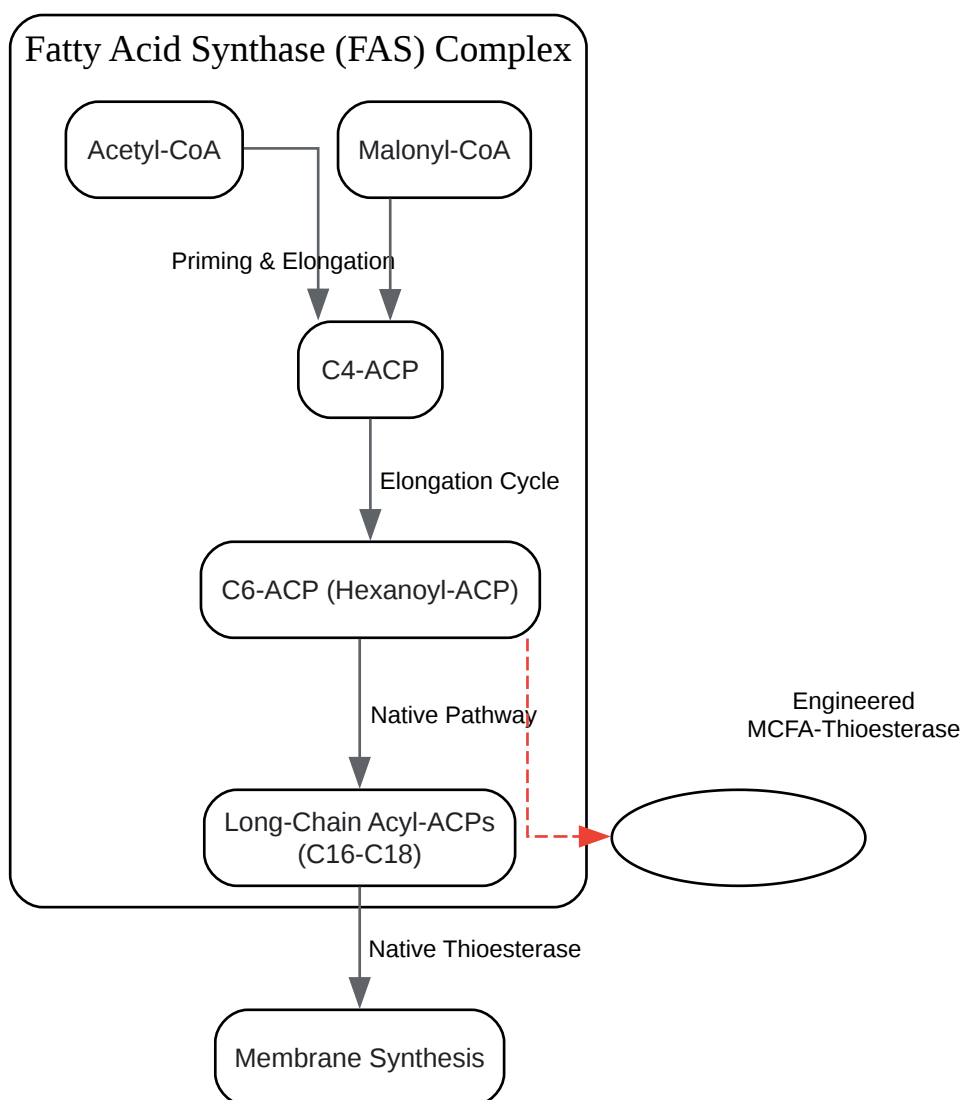 Fatty Acid Synthase (FAS) Complex
Acetyl-CoA
Malonyl-CoA
Priming & Elongation
C4-ACP
Elongation Cycle
C6-ACP (Hexanoyl-ACP)
Native Pathway
Engineered
MCFA-Thioesterase
Long-Chain Acyl-ACPs
(C16-C18)
Native Thioesterase
Membrane Synthesis